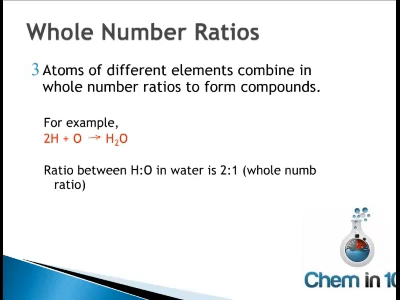 Whole Number Ratios
3 Atoms of different elements combine in
whole number ratios to form compounds.
For example,
2H + O → H₂O
Ratio between H:O in water is 2:1 (whole numb
ratio)
Chem in 10